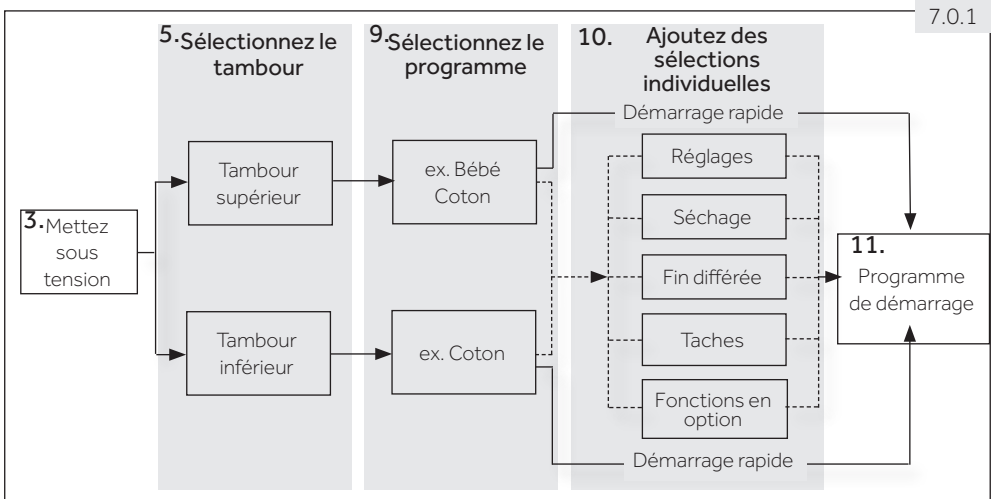 7.0.1
5. Sélectionnez le
tambour
9. Sélectionnez le
programme
10. Ajoutez des
sélections
individuelles
3. Mettez
sous
tension
Tambour
supérieur
Tambour
inférieur
ex. Bébé
Coton
ex. Coton
Démarrage rapide
Réglages
Séchage
Fin différée
Taches
Fonctions en
option
Démarrage rapide
11.
Programme
de démarrage